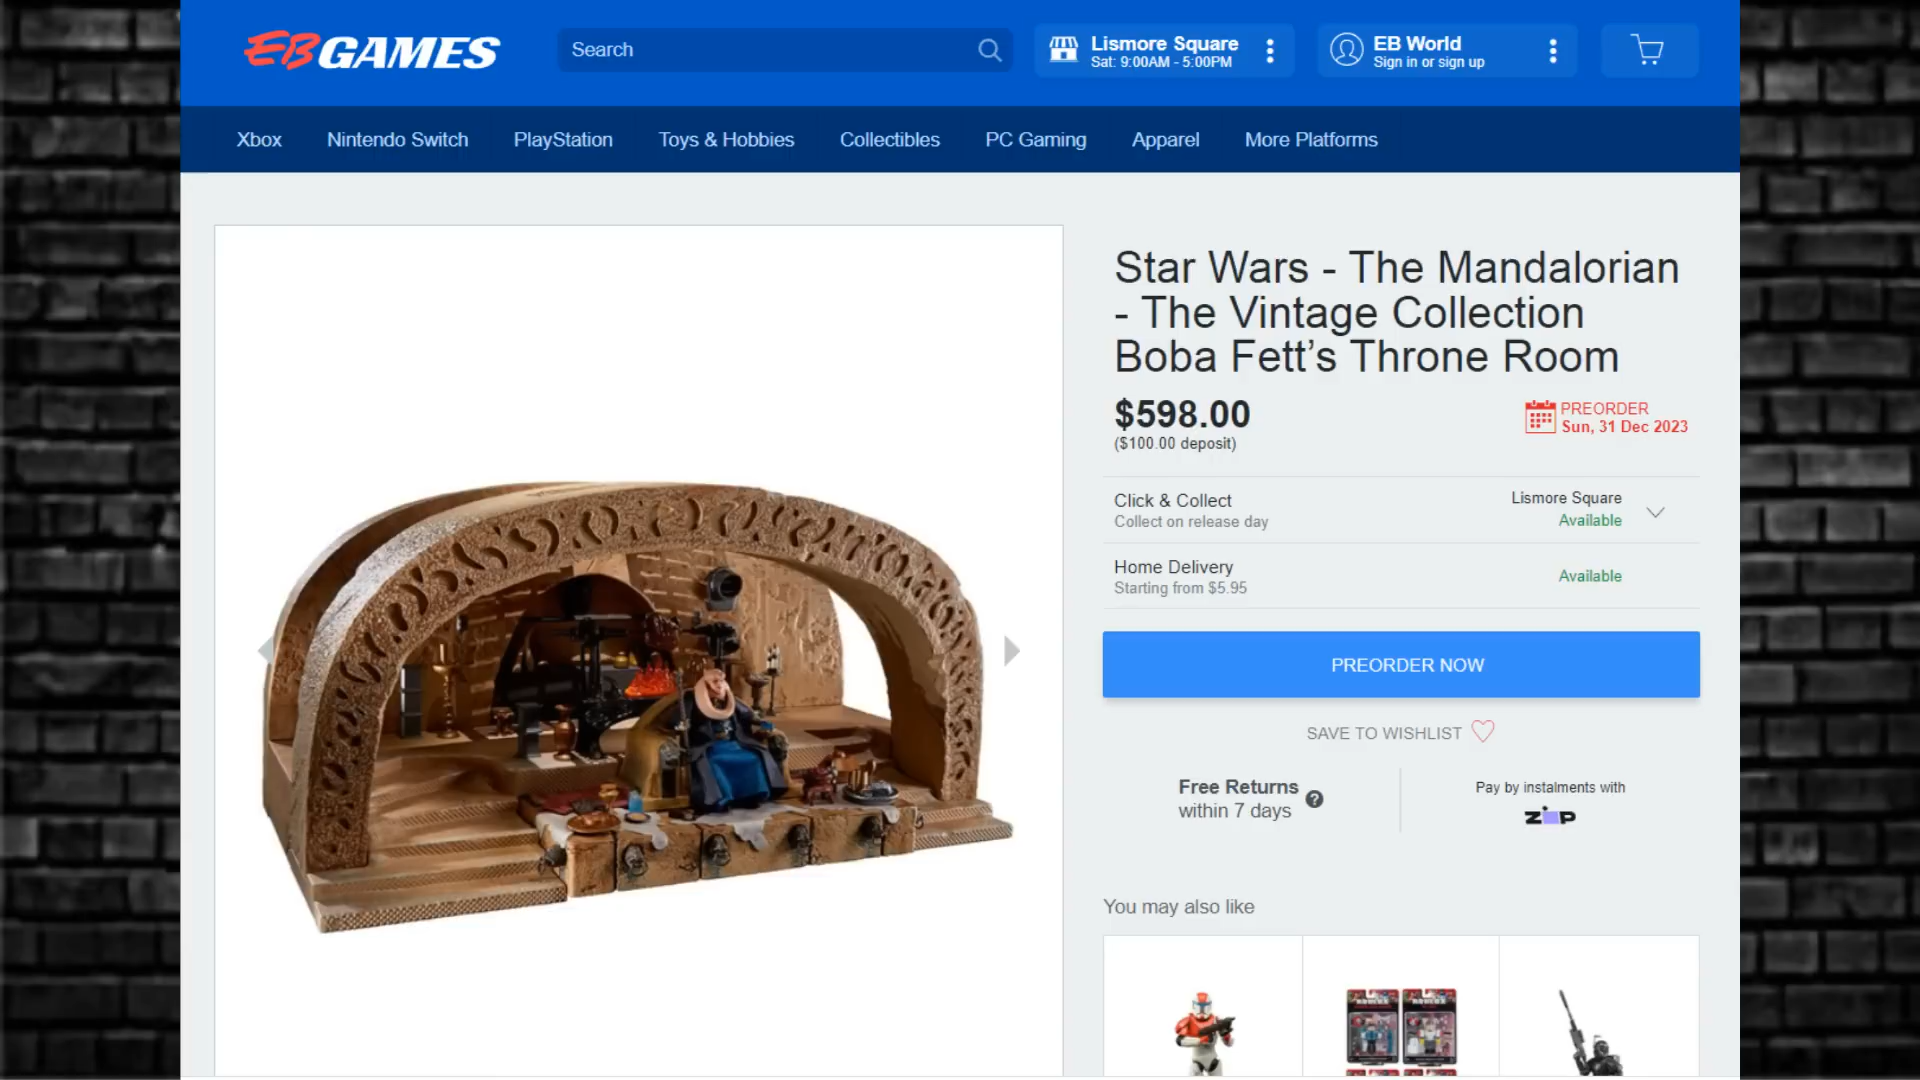 EB GAMES
Search
Lismore Square
Sat: 9:00AM - 5:00PM
EB World
Sign in or sign up
Xbox
Nintendo Switch
PlayStation
Toys & Hobbies
Collectibles
PC Gaming
Apparel
More Platforms
Star Wars - The Mandalorian
- The Vintage Collection
Boba Fett’s Throne Room
$598.00
($100.00 deposit)
PREORDER
Sun, 31 Dec 2023
Click & Collect
Collect on release day
Lismore Square
Available
Home Delivery
Starting from $5.95
Available
PREORDER NOW
SAVE TO WISHLIST
Free Returns
within 7 days
?
Pay by instalments with
ZIP
You may also like
ROBLOX
ROBLOX